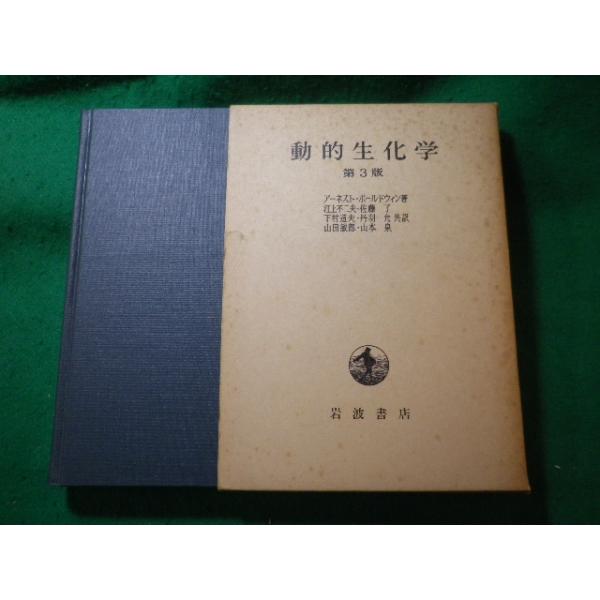 動的生化学
第3版
アーネスト・ボールドウィン著
江上不二夫・佐藤 了
下村道夫・丹羽 允 共訳
山田敏郎・山本 泉
岩波書店